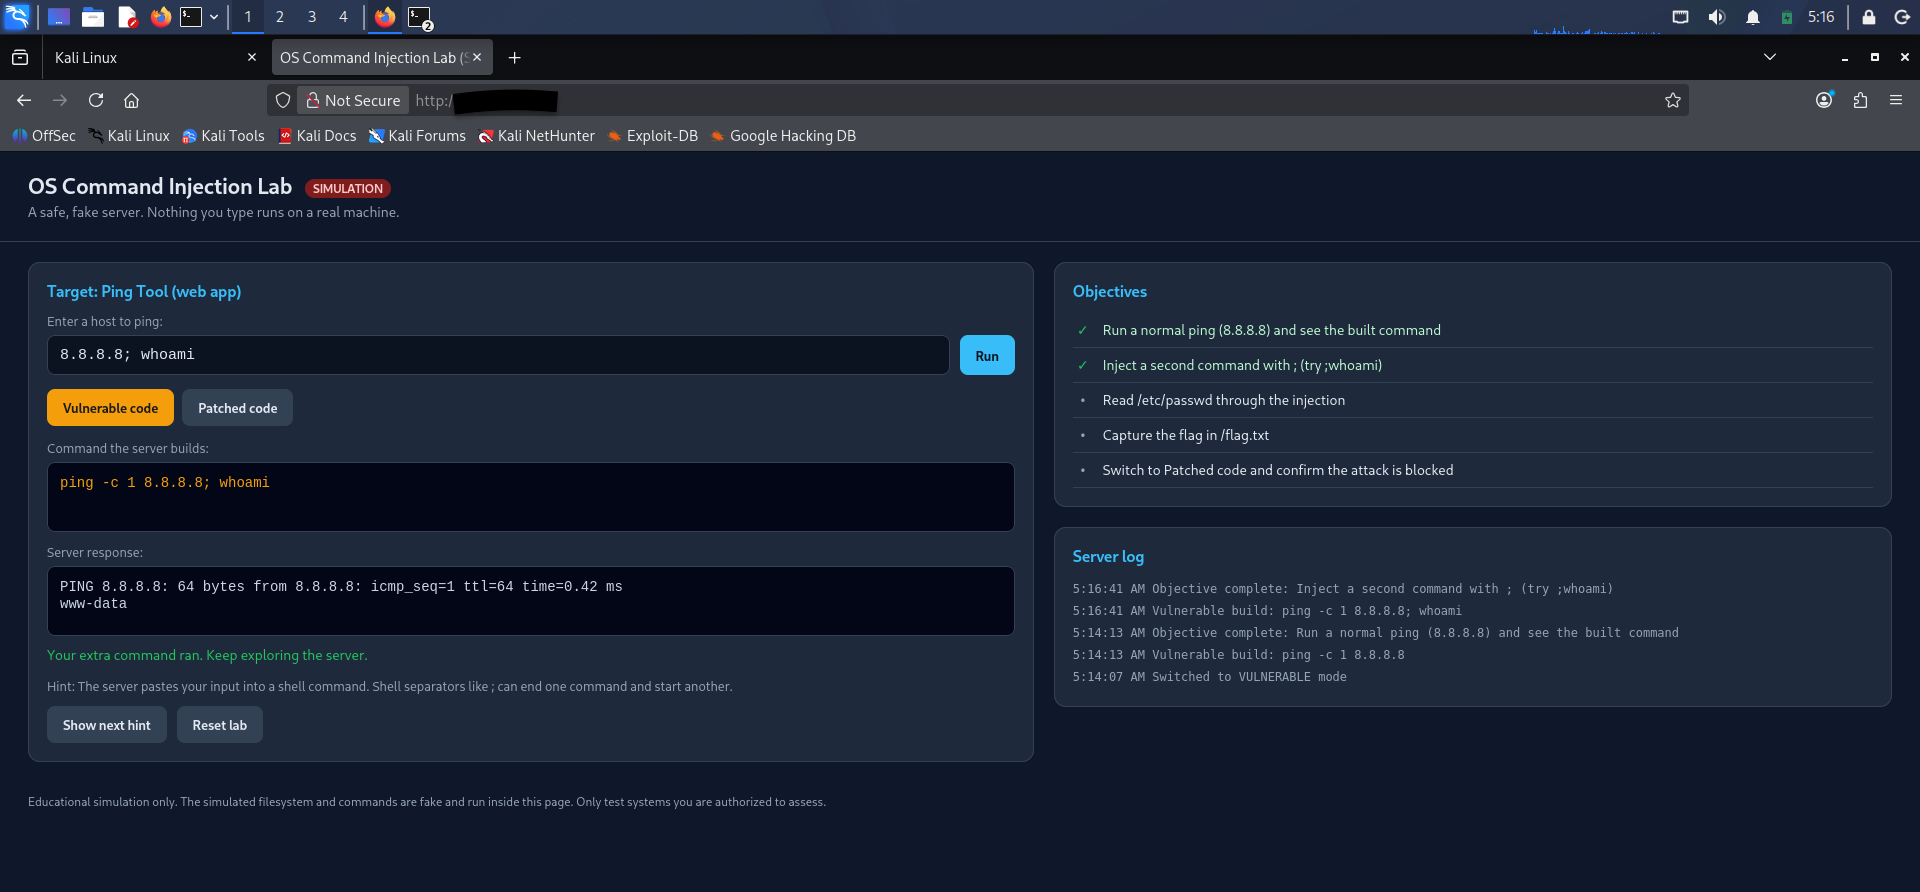 1 2 3 4 2 5:16
Kali Linux
OS Command Injection Lab (S
Not Secure http:/
OffSec Kali Linux Kali Tools Kali Docs Kali Forums Kali NetHunter Exploit-DB Google Hacking DB
OS Command Injection Lab SIMULATION
A safe, fake server. Nothing you type runs on a real machine.
Target: Ping Tool (web app)
Enter a host to ping:
8.8.8.8; whoami
Run
Vulnerable code
Patched code
Command the server builds:
ping -c 1 8.8.8.8; whoami
Server response:
PING 8.8.8.8: 64 bytes from 8.8.8.8: icmp_seq=1 ttl=64 time=0.42 ms
www-data
Your extra command ran. Keep exploring the server.
Hint: The server pastes your input into a shell command. Shell separators like ; can end one command and start another.
Show next hint
Reset lab
Objectives
✓ Run a normal ping (8.8.8.8) and see the built command
✓ Inject a second command with ; (try ;whoami)
• Read /etc/passwd through the injection
• Capture the flag in /flag.txt
• Switch to Patched code and confirm the attack is blocked
Server log
5:16:41 AM Objective complete: Inject a second command with ; (try ;whoami)
5:16:41 AM Vulnerable build: ping -c 1 8.8.8.8; whoami
5:14:13 AM Objective complete: Run a normal ping (8.8.8.8) and see the built command
5:14:13 AM Vulnerable build: ping -c 1 8.8.8.8
5:14:07 AM Switched to VULNERABLE mode
Educational simulation only. The simulated filesystem and commands are fake and run inside this page. Only test systems you are authorized to assess.